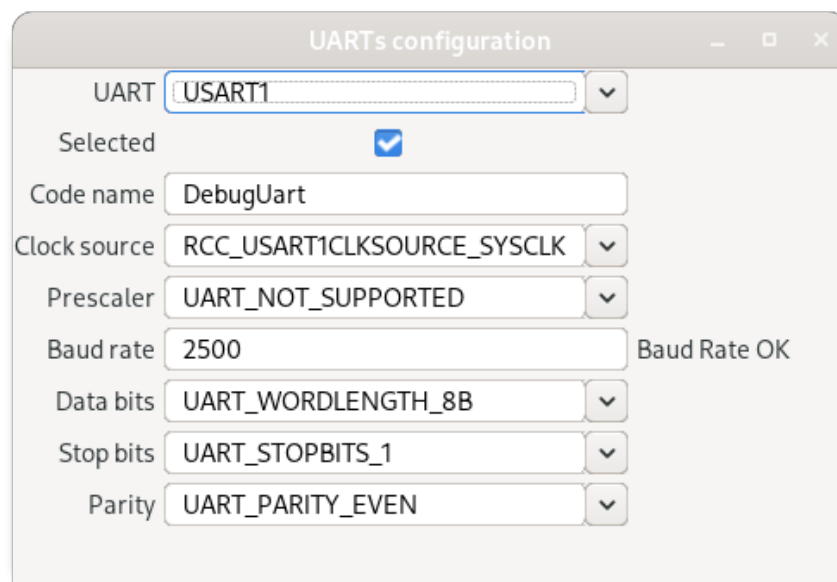 UARTs configuration
UART USART1
Selected
Code name DebugUart
Clock source RCC_USART1CLKSOURCE_SYSCLK
Prescaler UART_NOT_SUPPORTED
Baud rate 2500 Baud Rate OK
Data bits UART_WORDLENGTH_8B
Stop bits UART_STOPBITS_1
Parity UART_PARITY_EVEN